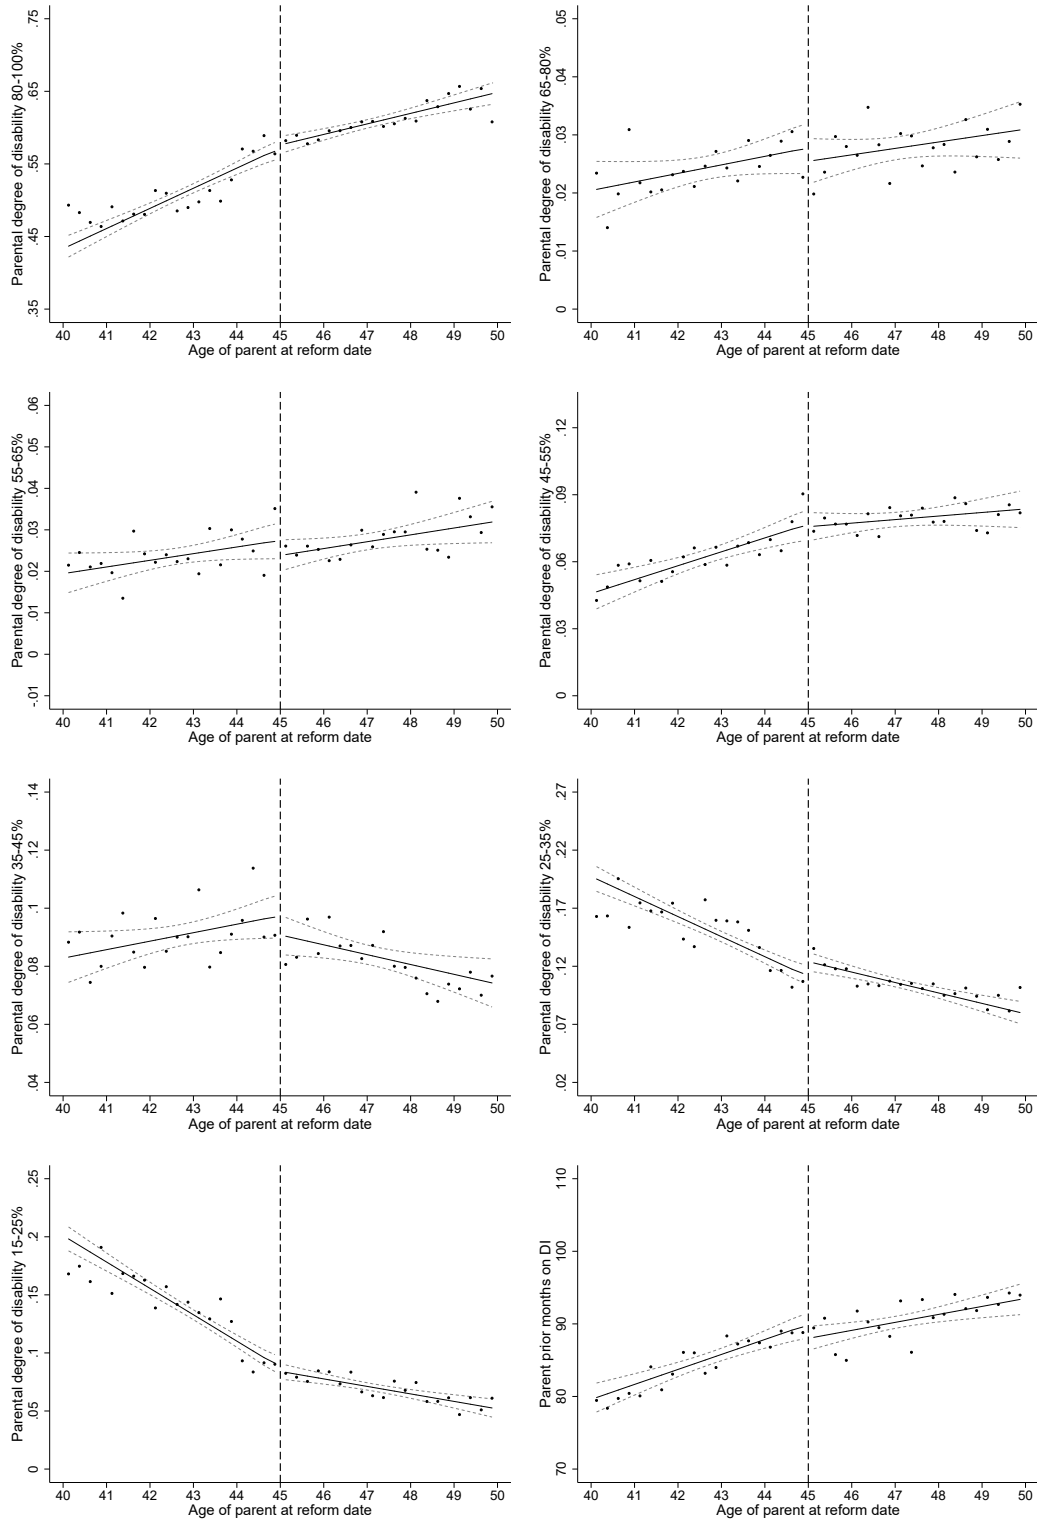 Parental degree of disability 80-100%
.35 .45 .55 .65 .75
40 41 42 43 44 45 46 47 48 49 50
Age of parent at reform date
Parental degree of disability 65-80%
0 .01 .02 .03 .04 .05
40 41 42 43 44 45 46 47 48 49 50
Age of parent at reform date
Parental degree of disability 55-65%
-.01 0 .01 .02 .03 .04 .05 .06
40 41 42 43 44 45 46 47 48 49 50
Age of parent at reform date
Parental degree of disability 45-55%
0 .03 .06 .09 .12
40 41 42 43 44 45 46 47 48 49 50
Age of parent at reform date
Parental degree of disability 35-45%
.04 .06 .08 .1 .12 .14
40 41 42 43 44 45 46 47 48 49 50
Age of parent at reform date
Parental degree of disability 25-35%
.02 .07 .12 .17 .22 .27
40 41 42 43 44 45 46 47 48 49 50
Age of parent at reform date
Parental degree of disability 15-25%
0 .05 .1 .15 .2 .25
40 41 42 43 44 45 46 47 48 49 50
Age of parent at reform date
Parent prior months on DI
70 80 90 100 110
40 41 42 43 44 45 46 47 48 49 50
Age of parent at reform date